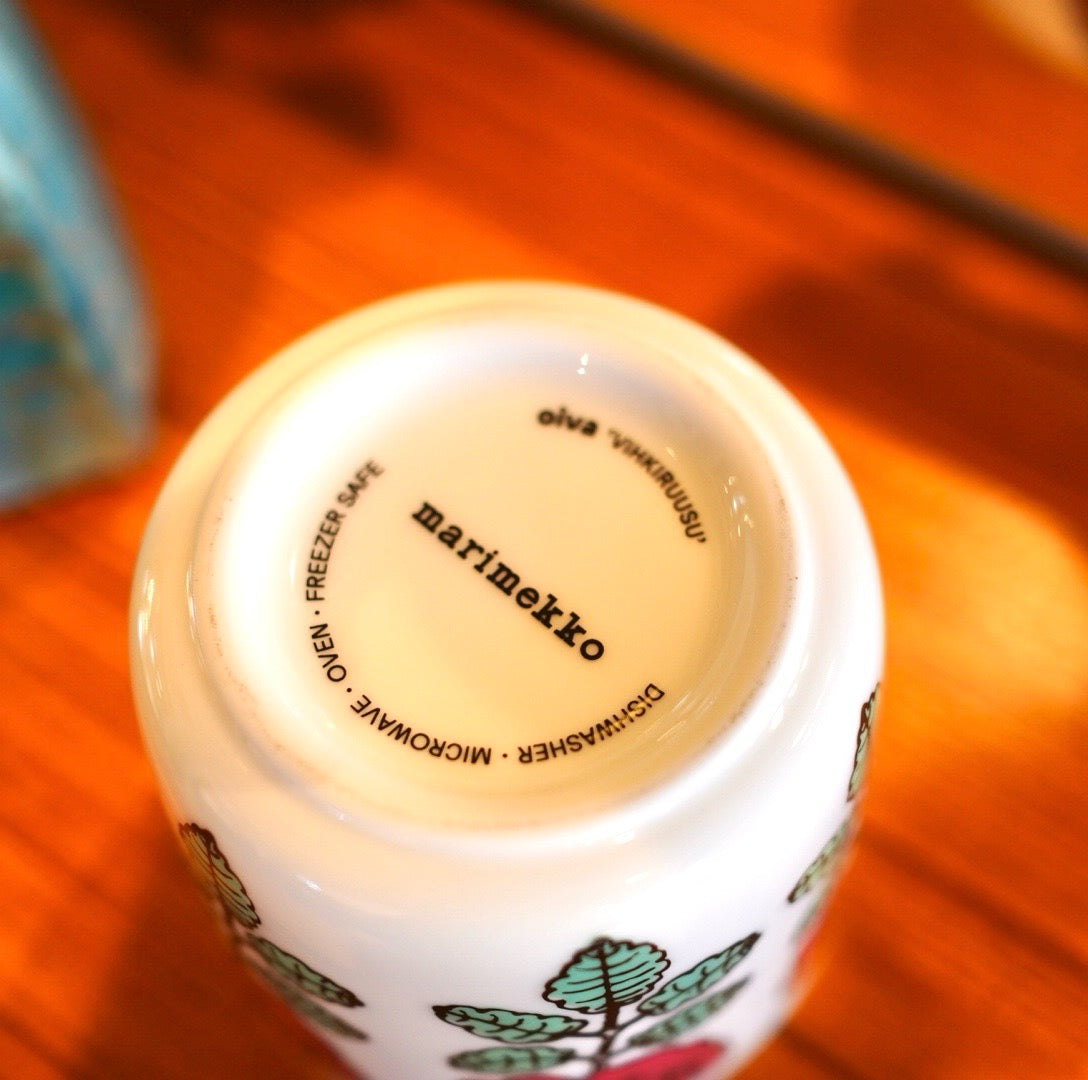 oiva 'VIHKIRUUSU'
marimekko
DISHWASHER · MICROWAVE · OVEN · FREEZER SAFE